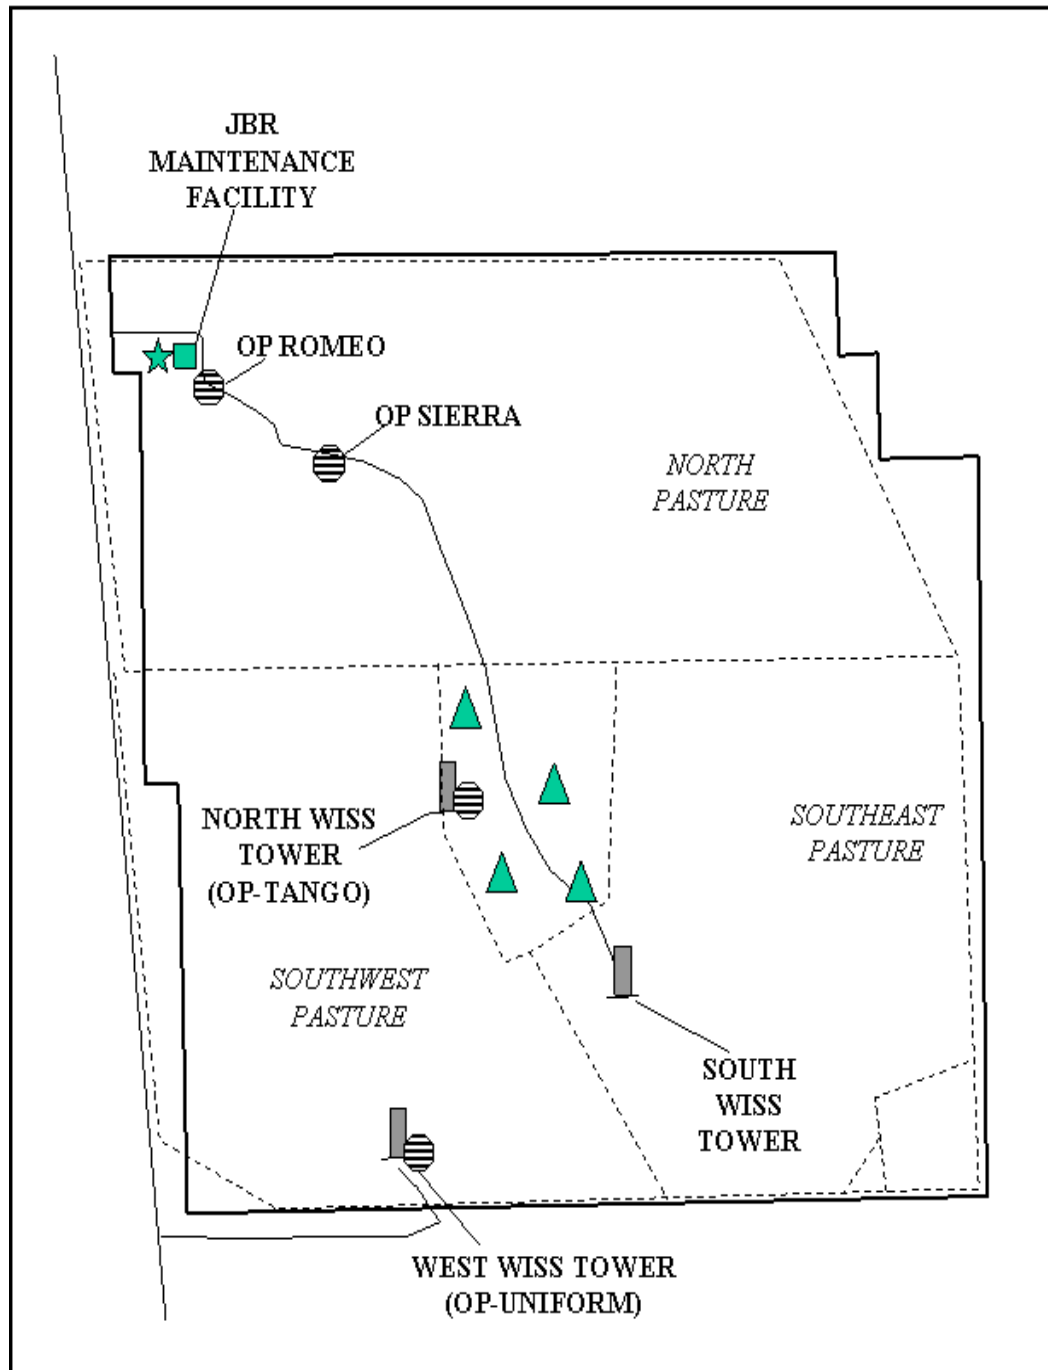 JBR
MAINTENANCE
FACILITY
OP ROMEO
OP SIERRA
NORTH
PASTURE
NORTH WISS
TOWER
(OP-TANGO)
SOUTHEAST
PASTURE
SOUTHWEST
PASTURE
SOUTH
WISS
TOWER
WEST WISS TOWER
(OP-UNIFORM)